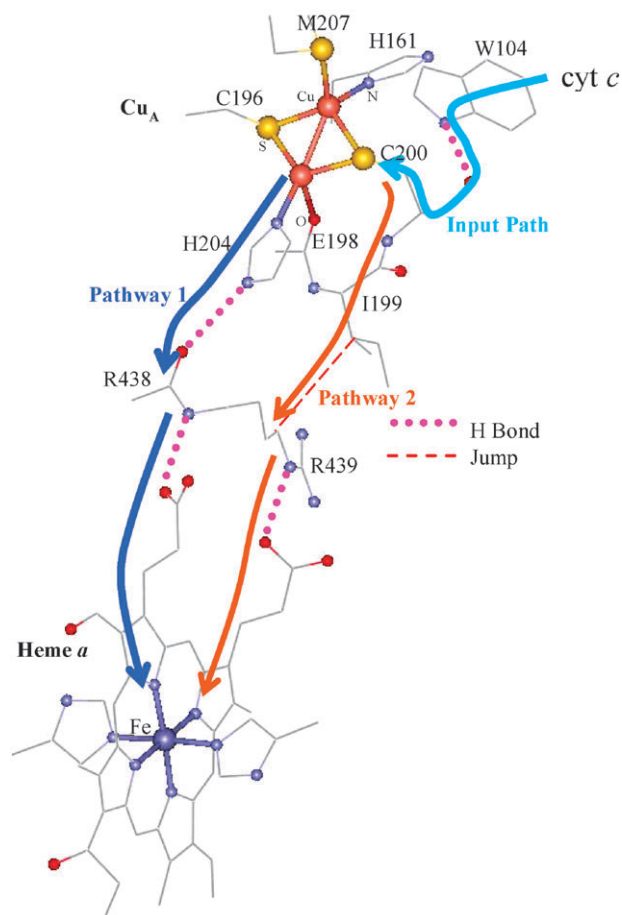 M207
H161
W104
cyt c
Cu
N
C196
CuA
S
C200
O
H204
E198
Input Path
Pathway 1
I199
R438
Pathway 2
H Bond
R439
Jump
Heme a
Fe